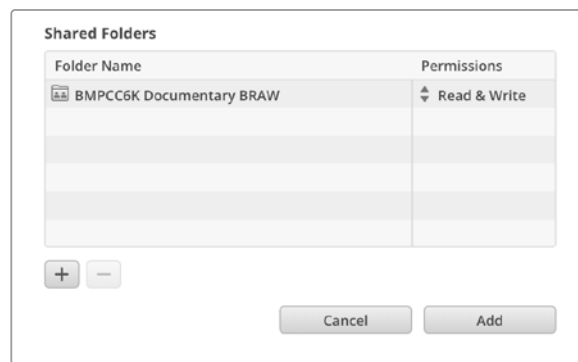 Shared Folders
Folder Name Permissions
BMPCC6K Documentary BRAW Read & Write
Cancel Add